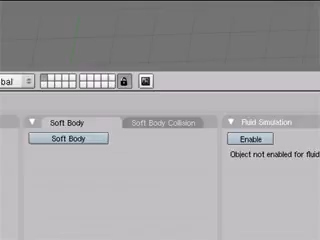 bal
Soft Body
Soft Body Collision
Fluid Simulation
Soft Body
Enable
Object not enabled for fluid